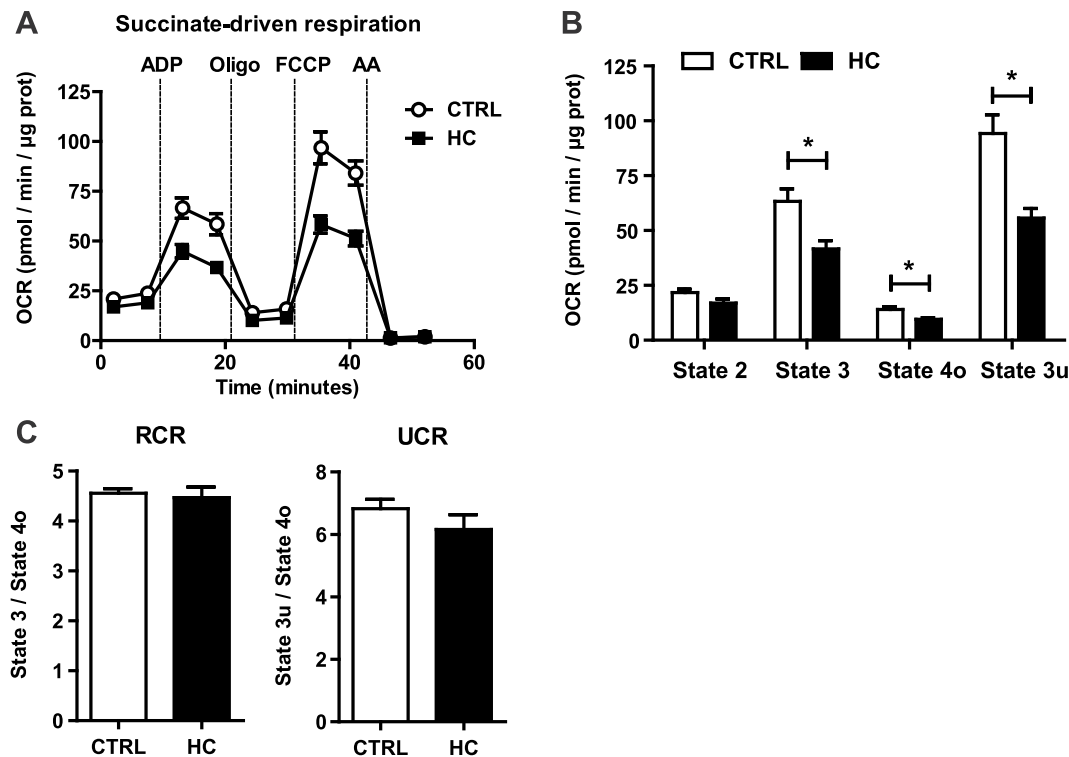 A
Succinate-driven respiration
ADP Oligo FCCP AA
OCR (pmol / min / µg prot)
125
100
75
50
25
0
CTRL
HC
0 20 40 60
Time (minutes)
B
CTRL HC
OCR (pmol / min / µg prot)
125
100
75
50
25
0
*
*
*
State 2 State 3 State 4o State 3u
C
RCR
State 3 / State 4o
5
4
3
2
1
0
CTRL HC
UCR
State 3u / State 4o
8
6
4
2
0
CTRL HC